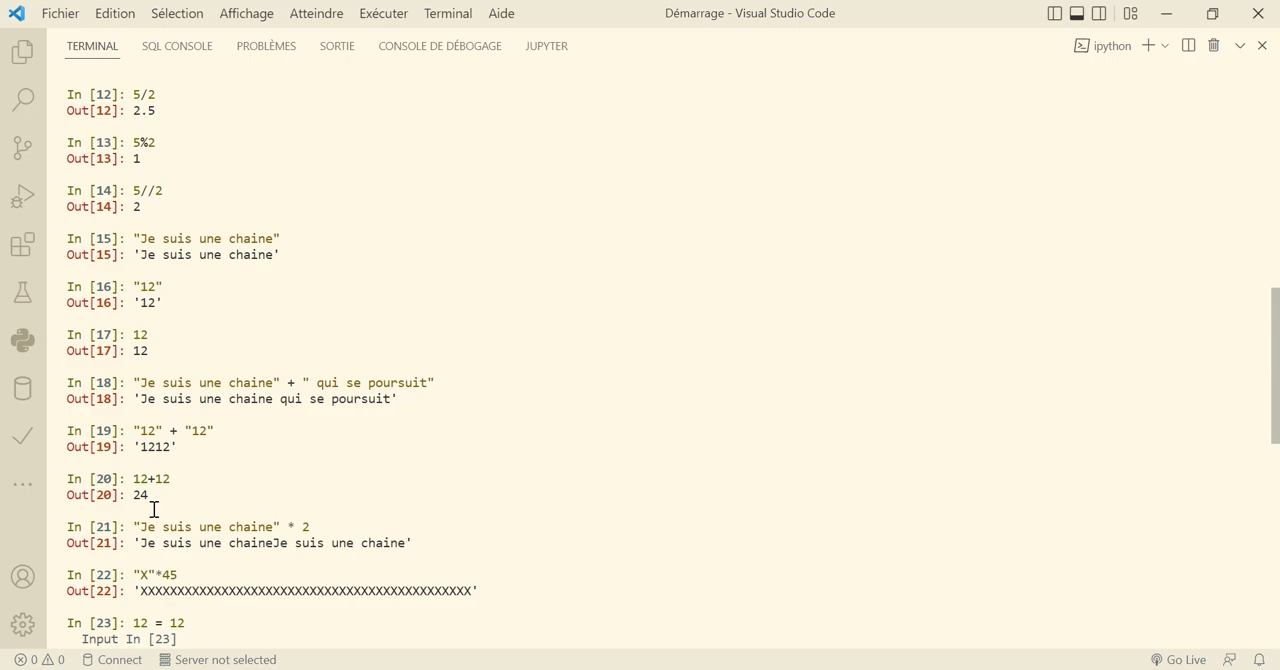 Fichier Edition Sélection Affichage Atteindre Exécuter Terminal Aide Démarrage - Visual Studio Code
TERMINAL SQL CONSOLE PROBLÈMES SORTIE CONSOLE DE DÉBOGAGE JUPYTER ipython
In [12]: 5/2
Out[12]: 2.5
In [13]: 5%2
Out[13]: 1
In [14]: 5//2
Out[14]: 2
In [15]: "Je suis une chaine"
Out[15]: 'Je suis une chaine'
In [16]: "12"
Out[16]: '12'
In [17]: 12
Out[17]: 12
In [18]: "Je suis une chaine" + " qui se poursuit"
Out[18]: 'Je suis une chaine qui se poursuit'
In [19]: "12" + "12"
Out[19]: '1212'
In [20]: 12+12
Out[20]: 24
In [21]: "Je suis une chaine" * 2
Out[21]: 'Je suis une chaineJe suis une chaine'
In [22]: "X"*45
Out[22]: 'XXXXXXXXXXXXXXXXXXXXXXXXXXXXXXXXXXXXXXXXXXXXX'
In [23]: 12 = 12
Input In [23]
0 0 Connect Server not selected Go Live